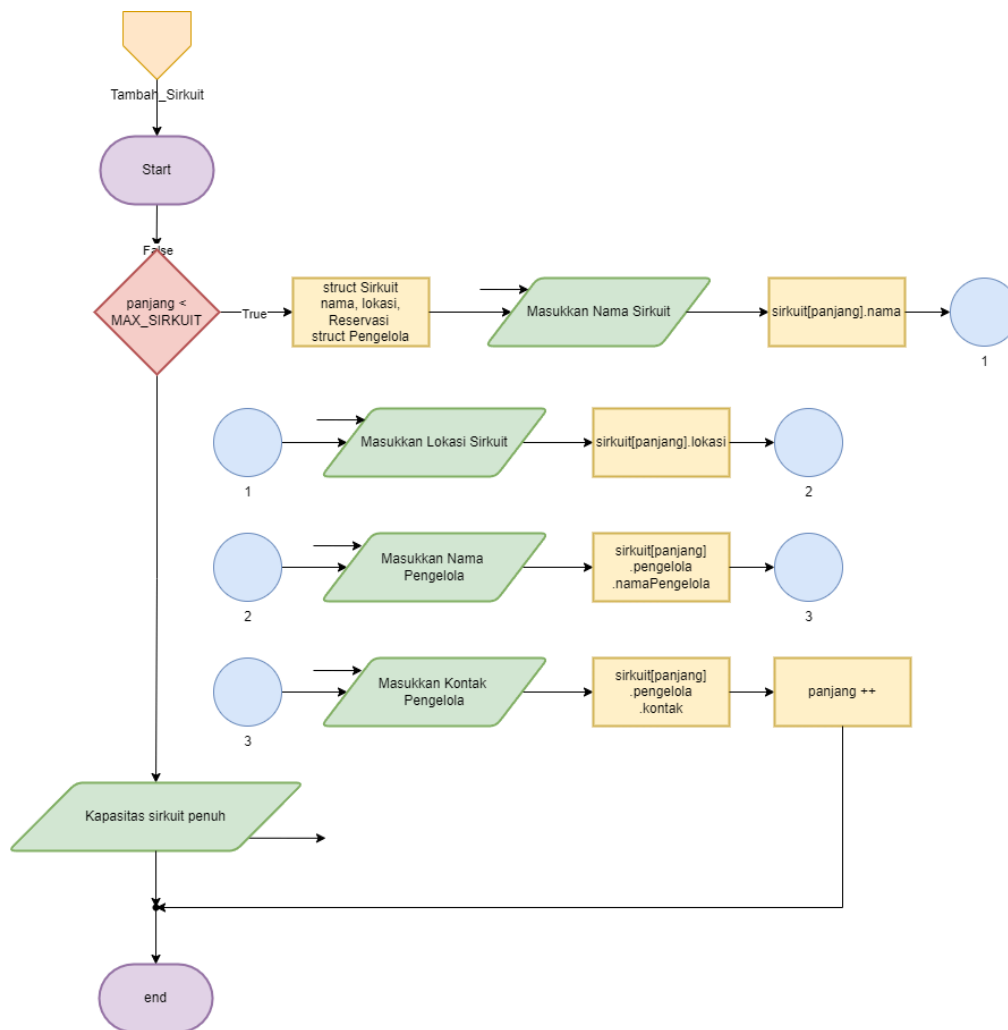 Tambah_Sirkuit
Start
False
panjang <
MAX_SIRKUIT
True
struct Sirkuit
nama, lokasi,
Reservasi
struct Pengelola
Masukkan Nama Sirkuit
sirkuit[panjang].nama
1
Masukkan Lokasi Sirkuit
sirkuit[panjang].lokasi
1
2
Masukkan Nama
Pengelola
sirkuit[panjang]
.pengelola
.namaPengelola
2
3
Masukkan Kontak
Pengelola
sirkuit[panjang]
.pengelola
.kontak
panjang ++
3
Kapasitas sirkuit penuh
end